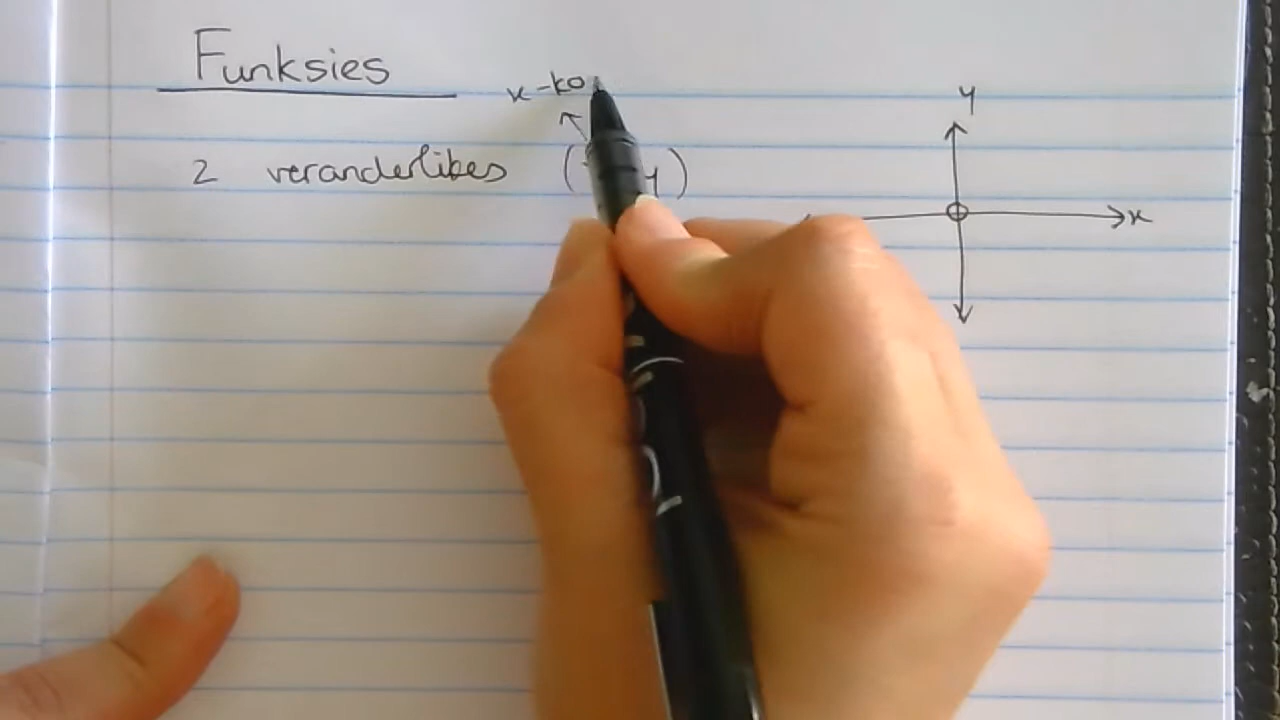 Funksies
x-ko
2 veranderlikes ( y)
y
x